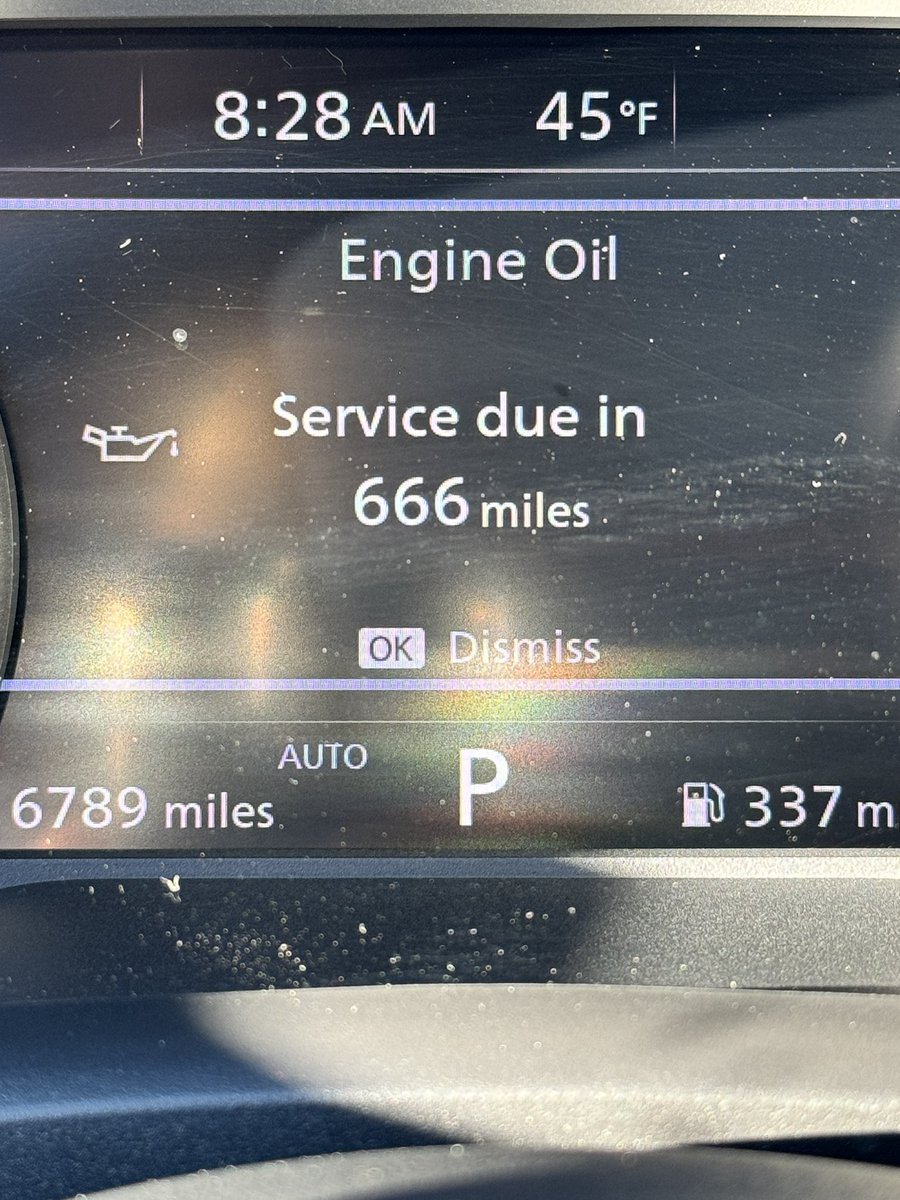 8:28 AM 45°F
Engine Oil
Service due in
666 miles
OK Dismiss
AUTO
P
6789 miles 337 m